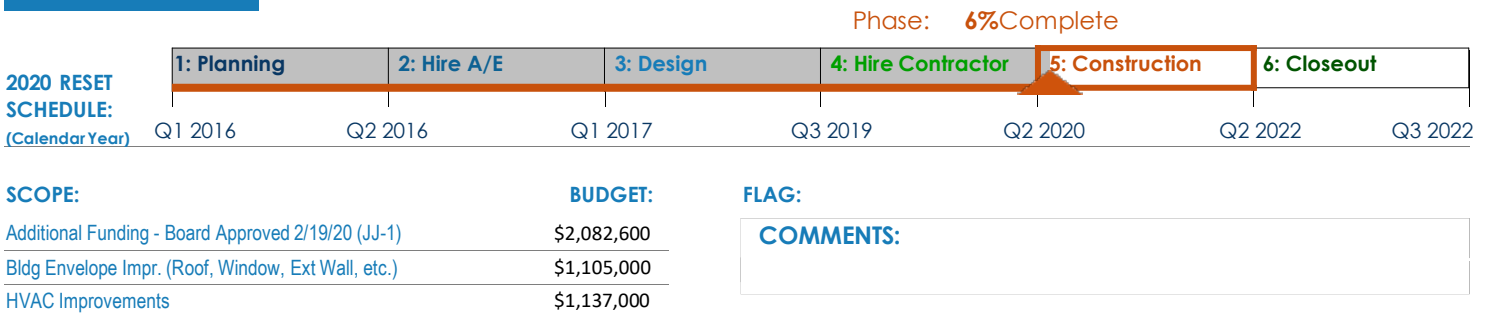 Phase: 6%Complete
1: Planning 2: Hire A/E 3: Design 4: Hire Contractor 5: Construction 6: Closeout
2020 RESET
SCHEDULE:
(Calendar Year) Q1 2016 Q2 2016 Q1 2017 Q3 2019 Q2 2020 Q2 2022 Q3 2022
SCOPE: BUDGET: FLAG:
Additional Funding - Board Approved 2/19/20 (JJ-1) $2,082,600 COMMENTS:
Bldg Envelope Impr. (Roof, Window, Ext Wall, etc.) $1,105,000
HVAC Improvements $1,137,000